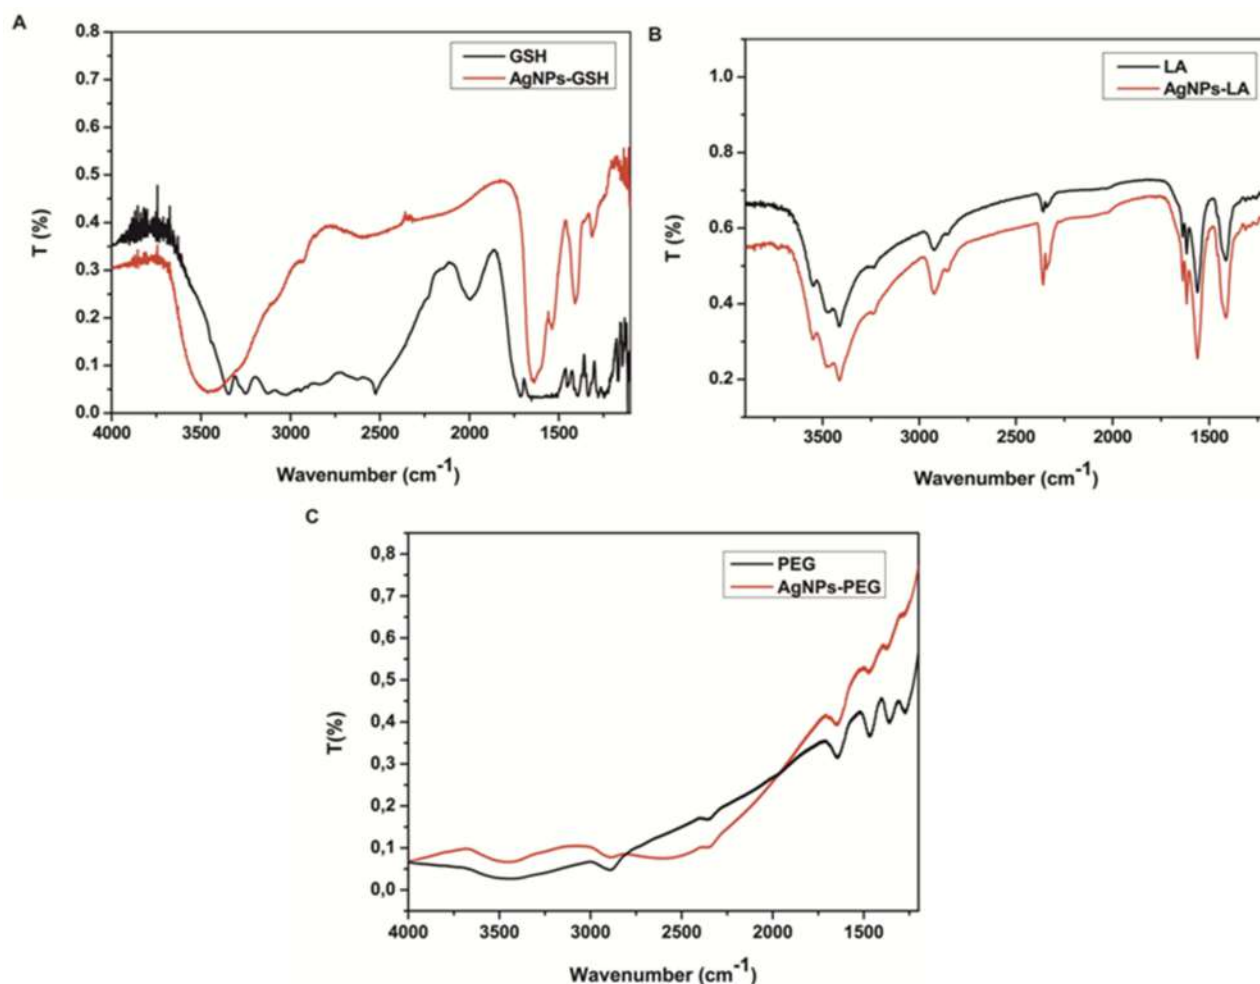 A
0.8
0.7
0.6
0.5
0.4
0.3
0.2
0.1
0.0
T (%)
GSH
AgNPs-GSH
4000 3500 3000 2500 2000 1500
Wavenumber (cm-1)
B
1.0
0.8
0.6
0.4
0.2
T (%)
LA
AgNPs-LA
3500 3000 2500 2000 1500
Wavenumber (cm-1)
C
0,8
0,7
0,6
0,5
0,4
0,3
0,2
0,1
0,0
T(%)
PEG
AgNPs-PEG
4000 3500 3000 2500 2000 1500
Wavenumber (cm-1)